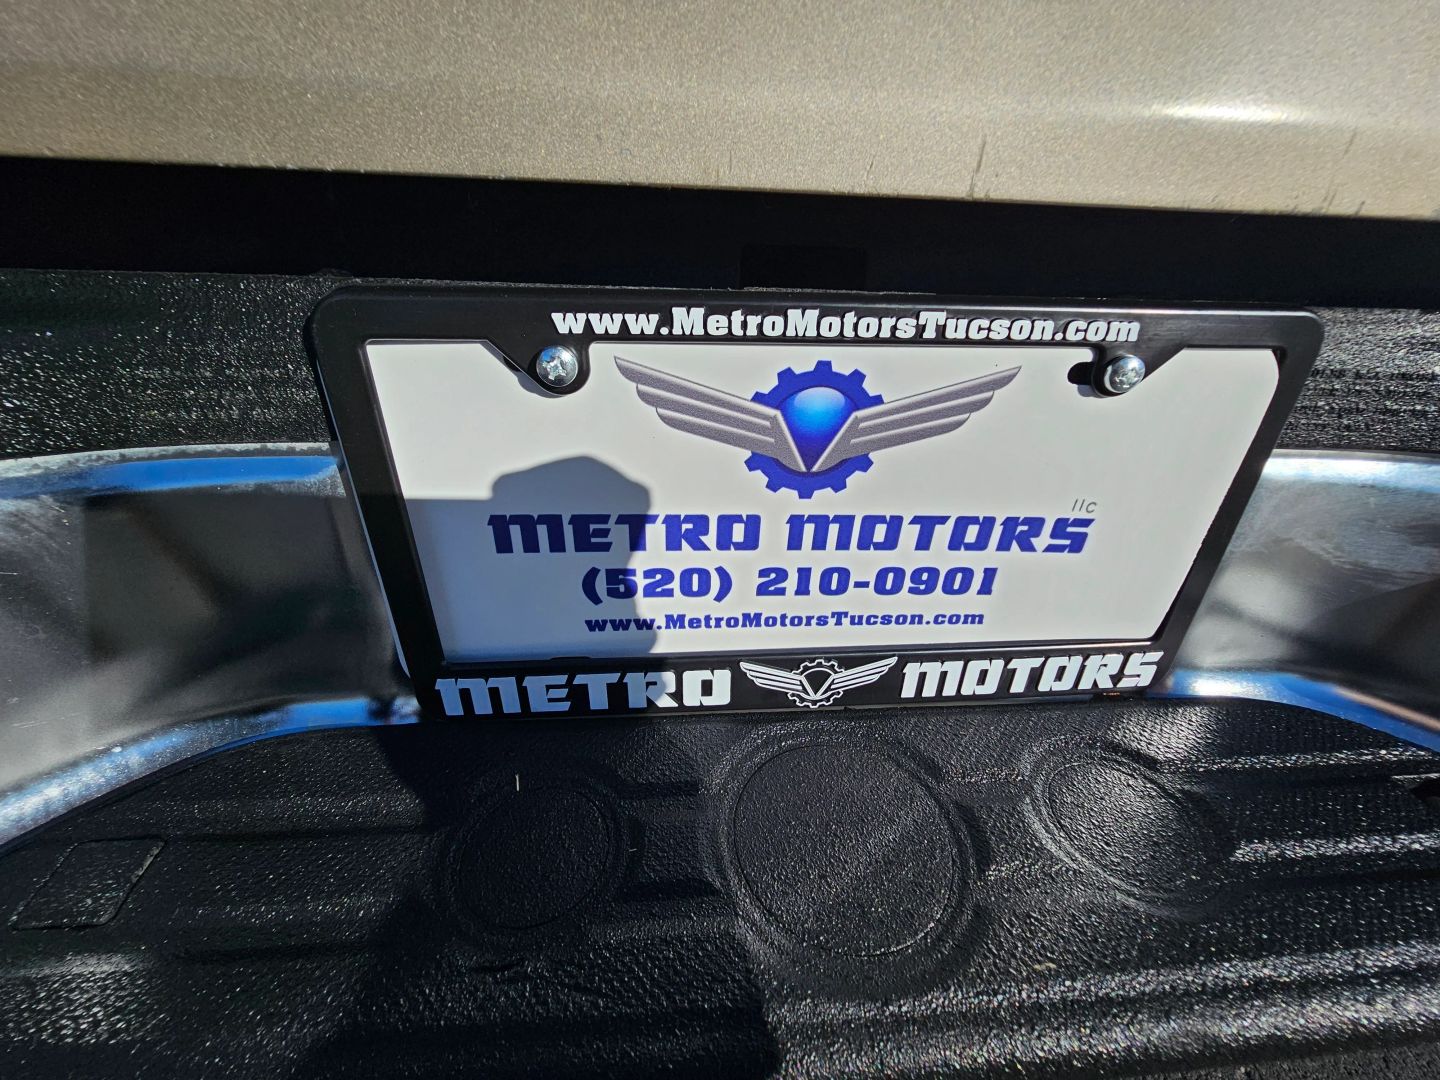 www.MetroMotorsTucson.com
llc
METRO MOTORS
(520) 210-0901
www.MetroMotorsTucson.com
METRO MOTORS